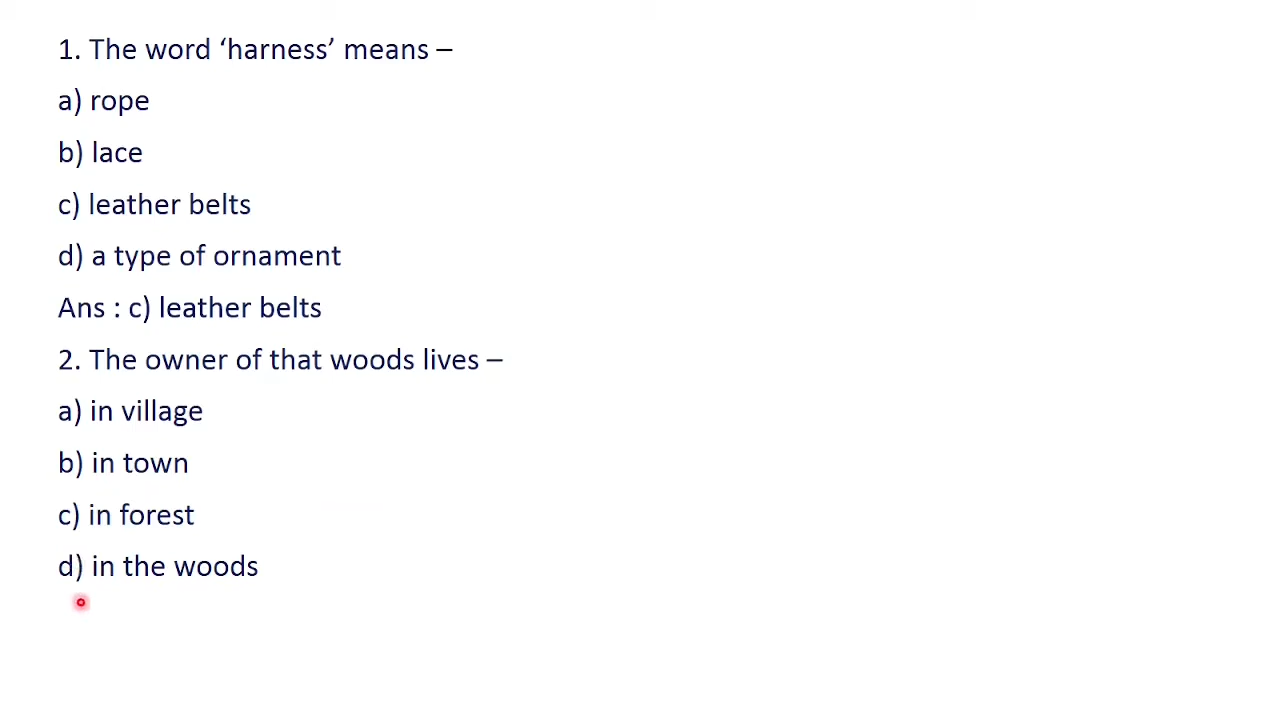 1. The word ‘harness’ means –
a) rope
b) lace
c) leather belts
d) a type of ornament
Ans : c) leather belts
2. The owner of that woods lives –
a) in village
b) in town
c) in forest
d) in the woods